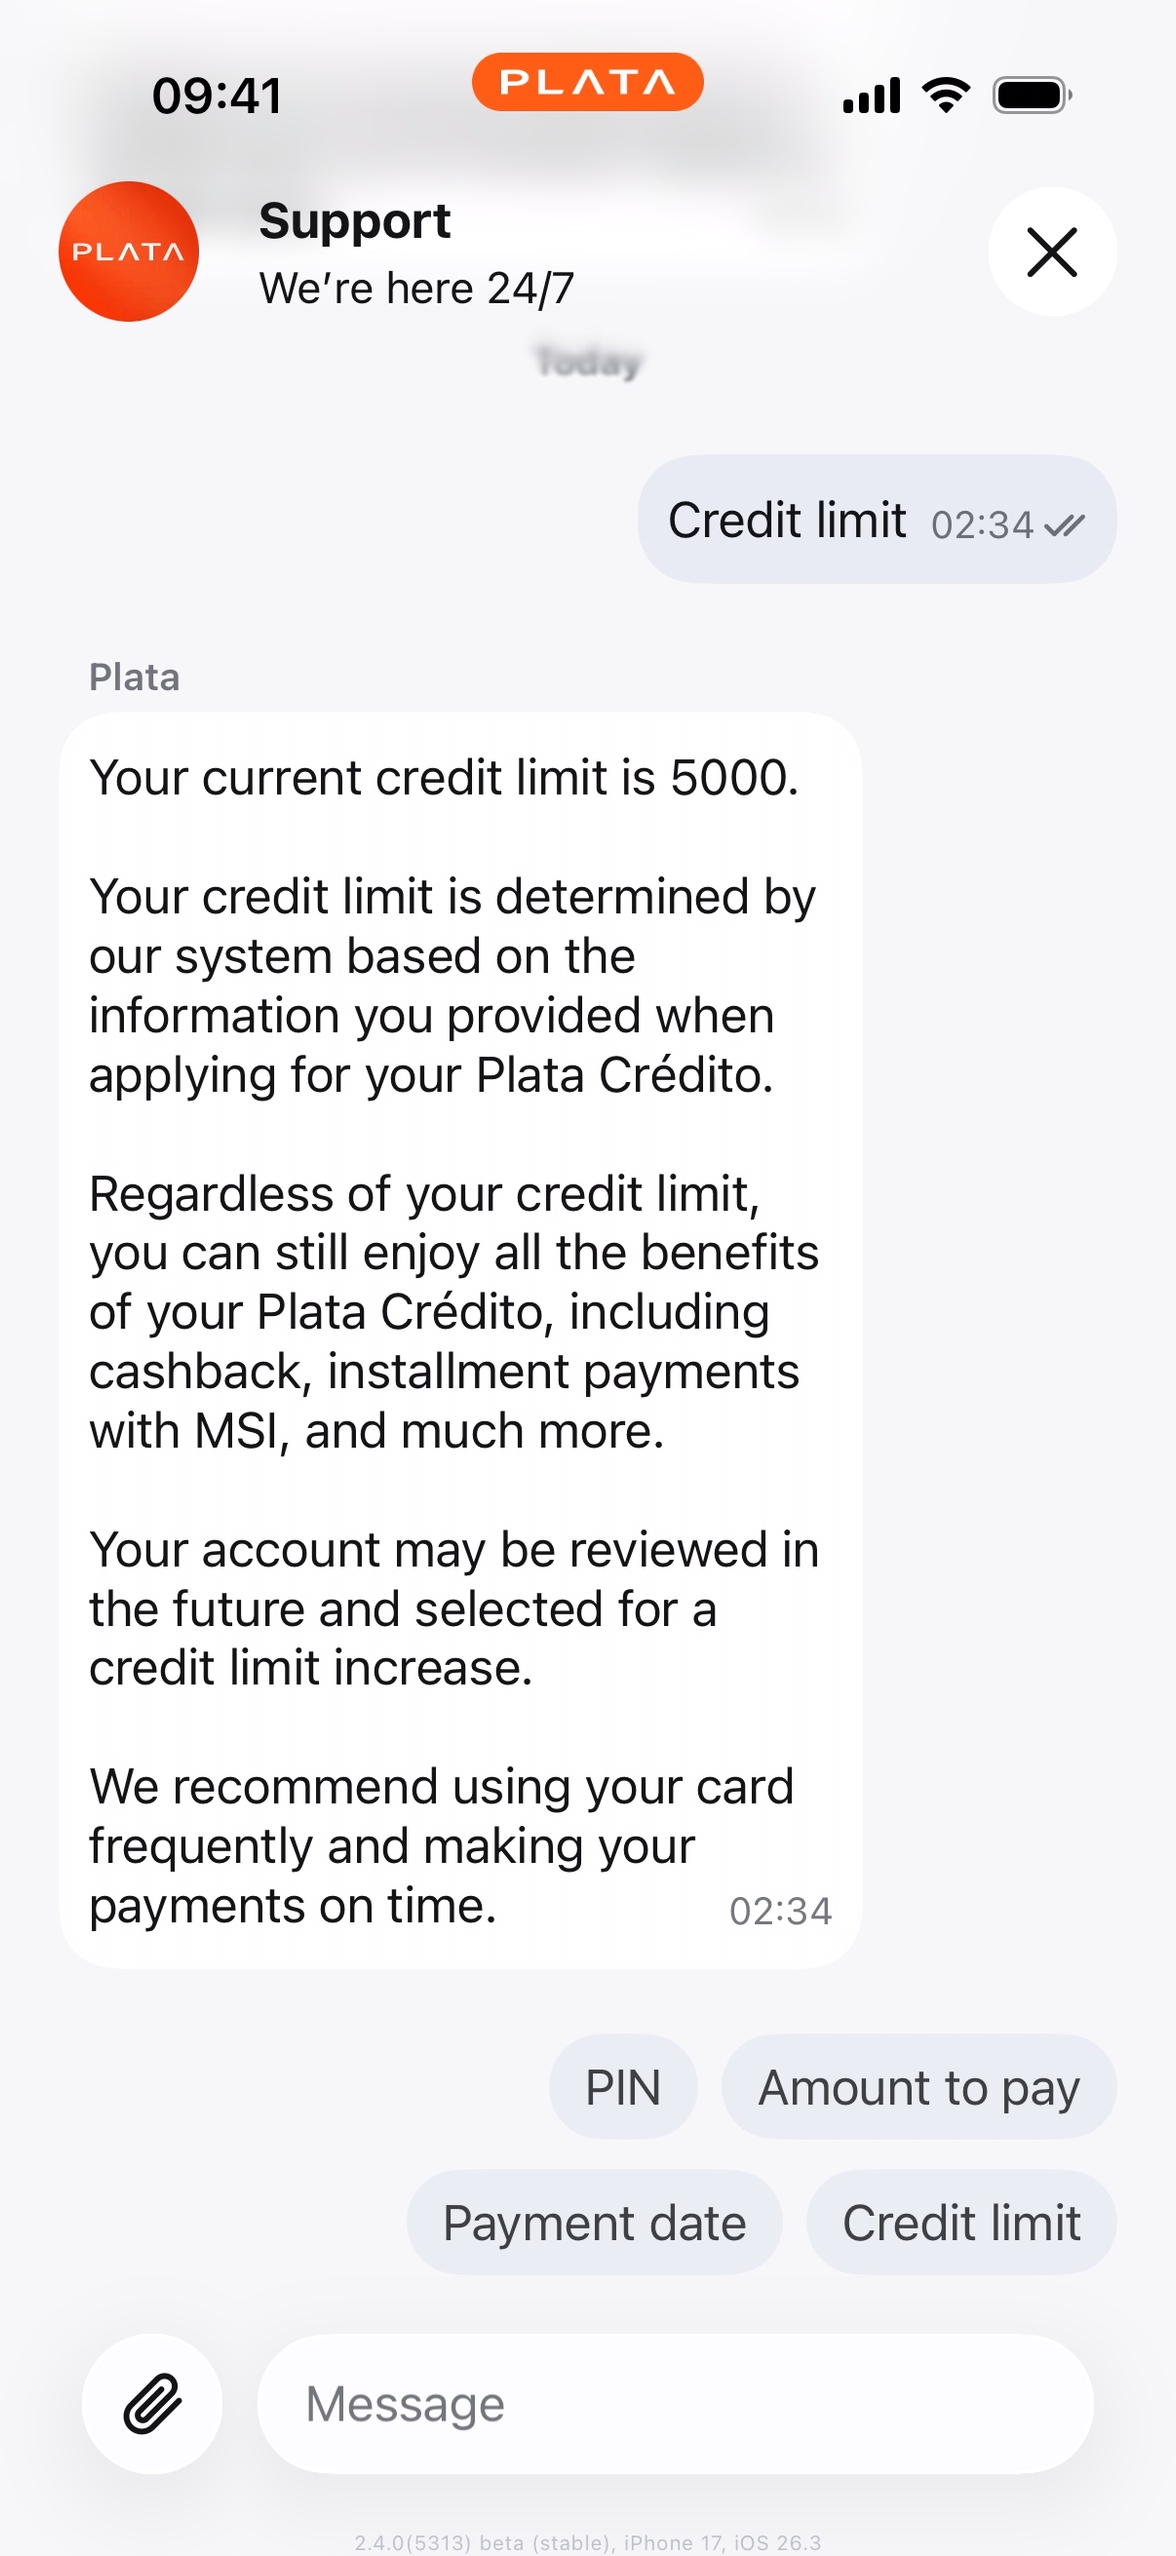 09:41
PLATA
PLATA
Support
We’re here 24/7
Today
Credit limit 02:34
Plata
Your current credit limit is 5000.
Your credit limit is determined by
our system based on the
information you provided when
applying for your Plata Crédito.
Regardless of your credit limit,
you can still enjoy all the benefits
of your Plata Crédito, including
cashback, installment payments
with MSI, and much more.
Your account may be reviewed in
the future and selected for a
credit limit increase.
We recommend using your card
frequently and making your
payments on time. 02:34
PIN Amount to pay
Payment date Credit limit
Message
2.4.0(5313) beta (stable), iPhone 17, iOS 26.3